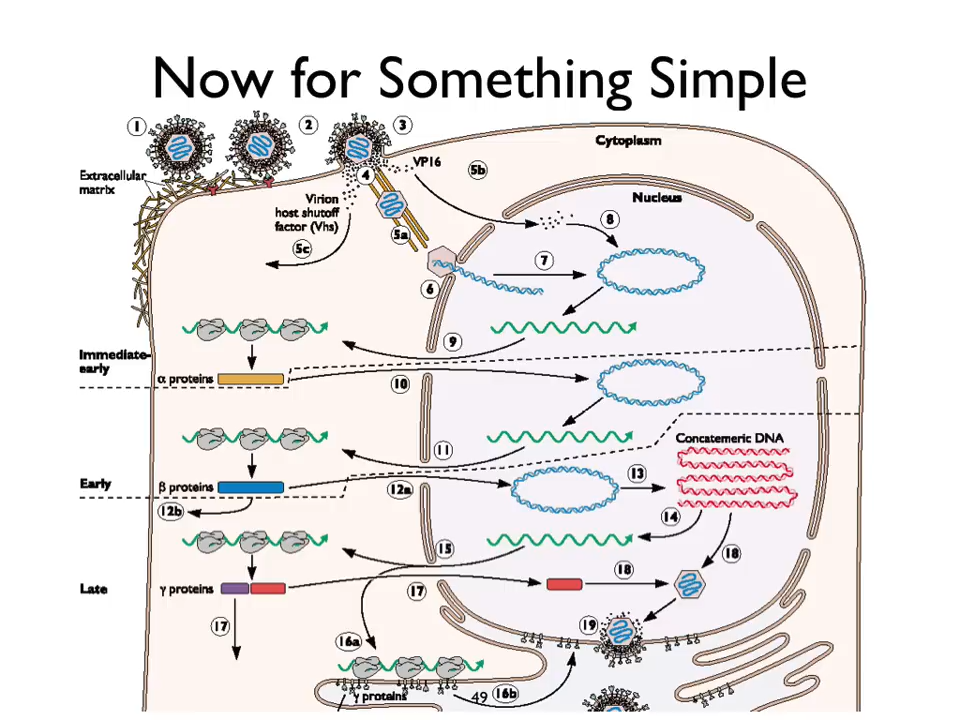 Now for Something Simple
1
2
3
Cytoplasm
Extracellular
matrix
4
VP16
5b
Nucleus
Virion
host shutoff
factor (Vhs)
5a
5c
8
7
6
9
Immediate-
early
α proteins
10
11
Concatemeric DNA
Early
β proteins
12a
13
12b
14
15
18
Late
γ proteins
17
18
17
19
16a
γ proteins
49
16b